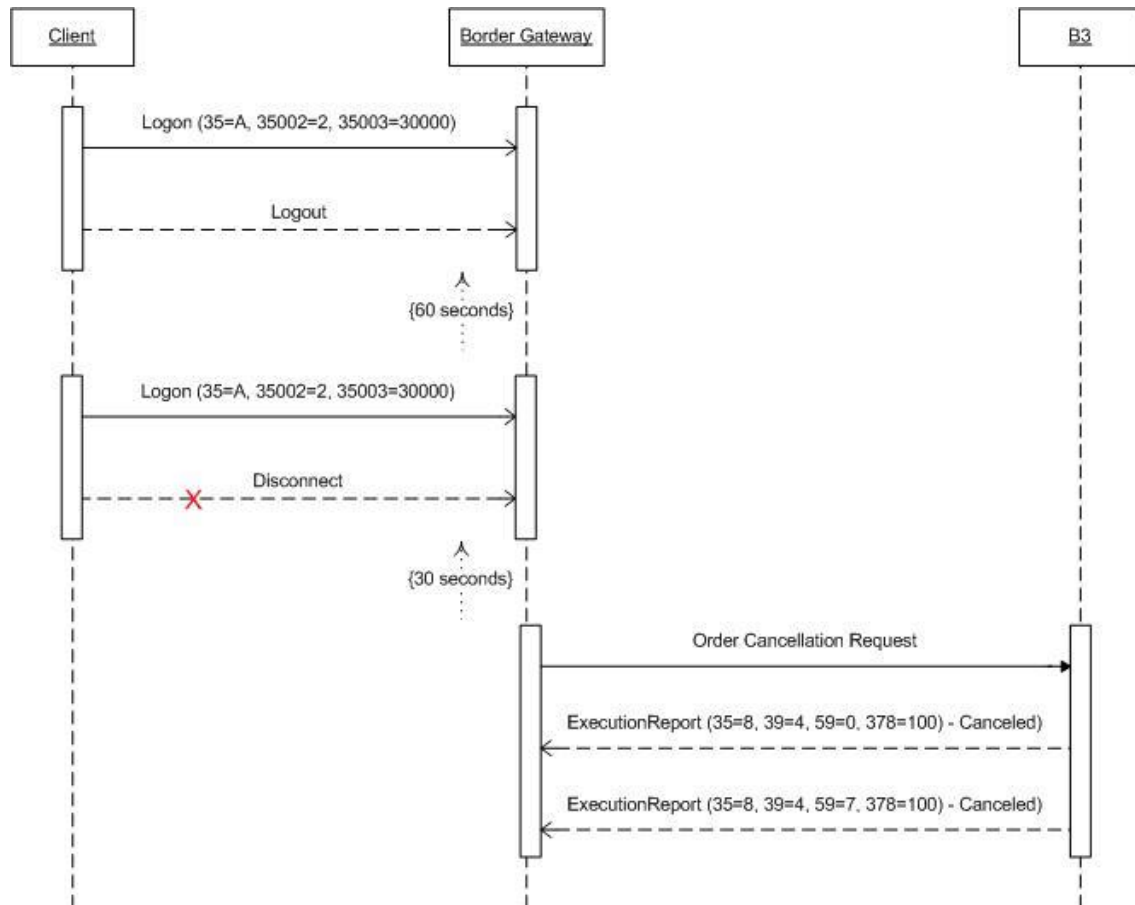 Client
Border Gateway
B3
Logon (35=A, 35002=2, 35003=30000)
Logout
{60 seconds}
Logon (35=A, 35002=2, 35003=30000)
Disconnect
{30 seconds}
Order Cancellation Request
ExecutionReport (35=8, 39=4, 59=0, 378=100) - Canceled)
ExecutionReport (35=8, 39=4, 59=7, 378=100) - Canceled)